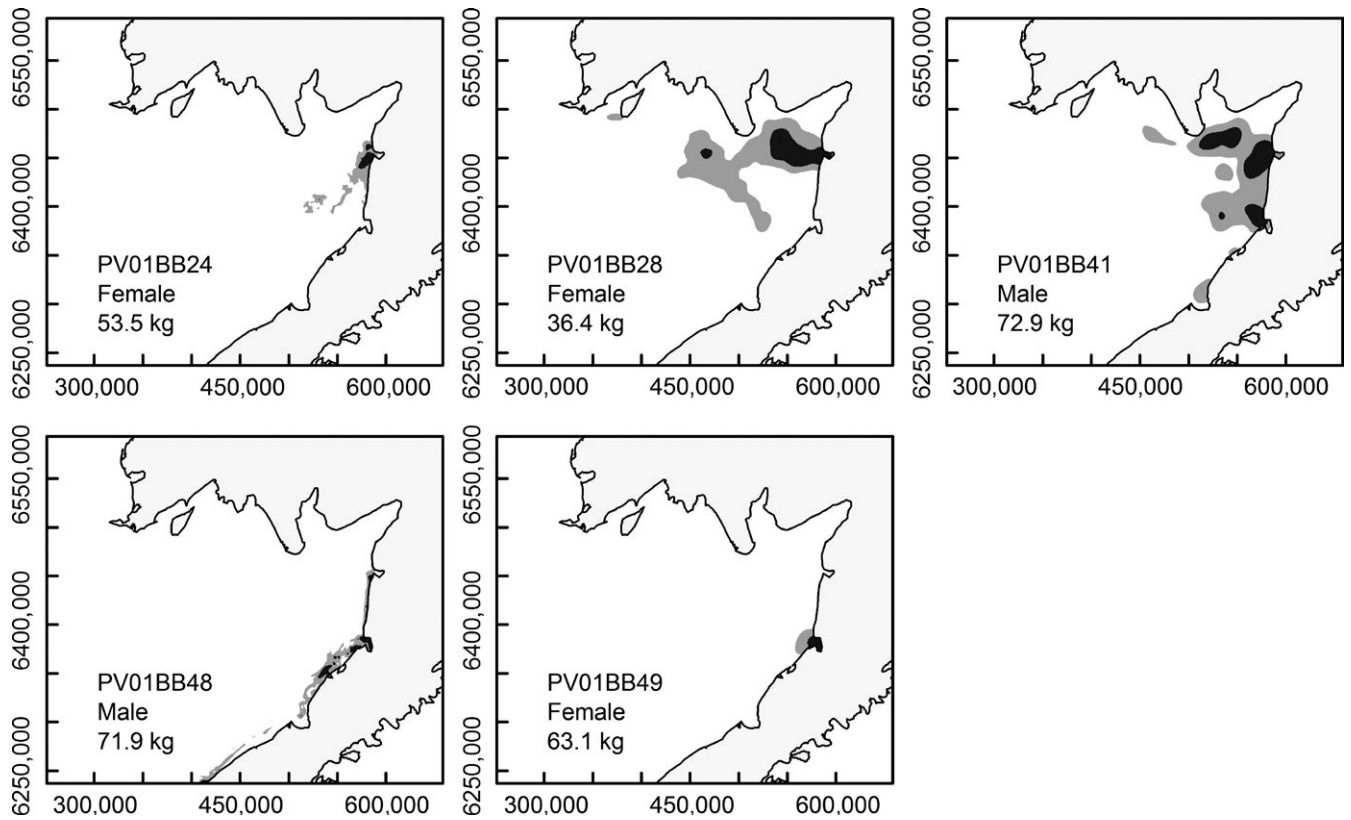 6550,000
6400,000
6250,000
PV01BB24
Female
53.5 kg
300,000 450,000 600,000
6550,000
6400,000
6250,000
PV01BB28
Female
36.4 kg
300,000 450,000 600,000
6550,000
6400,000
6250,000
PV01BB41
Male
72.9 kg
300,000 450,000 600,000
6550,000
6400,000
6250,000
PV01BB48
Male
71.9 kg
300,000 450,000 600,000
6550,000
6400,000
6250,000
PV01BB49
Female
63.1 kg
300,000 450,000 600,000